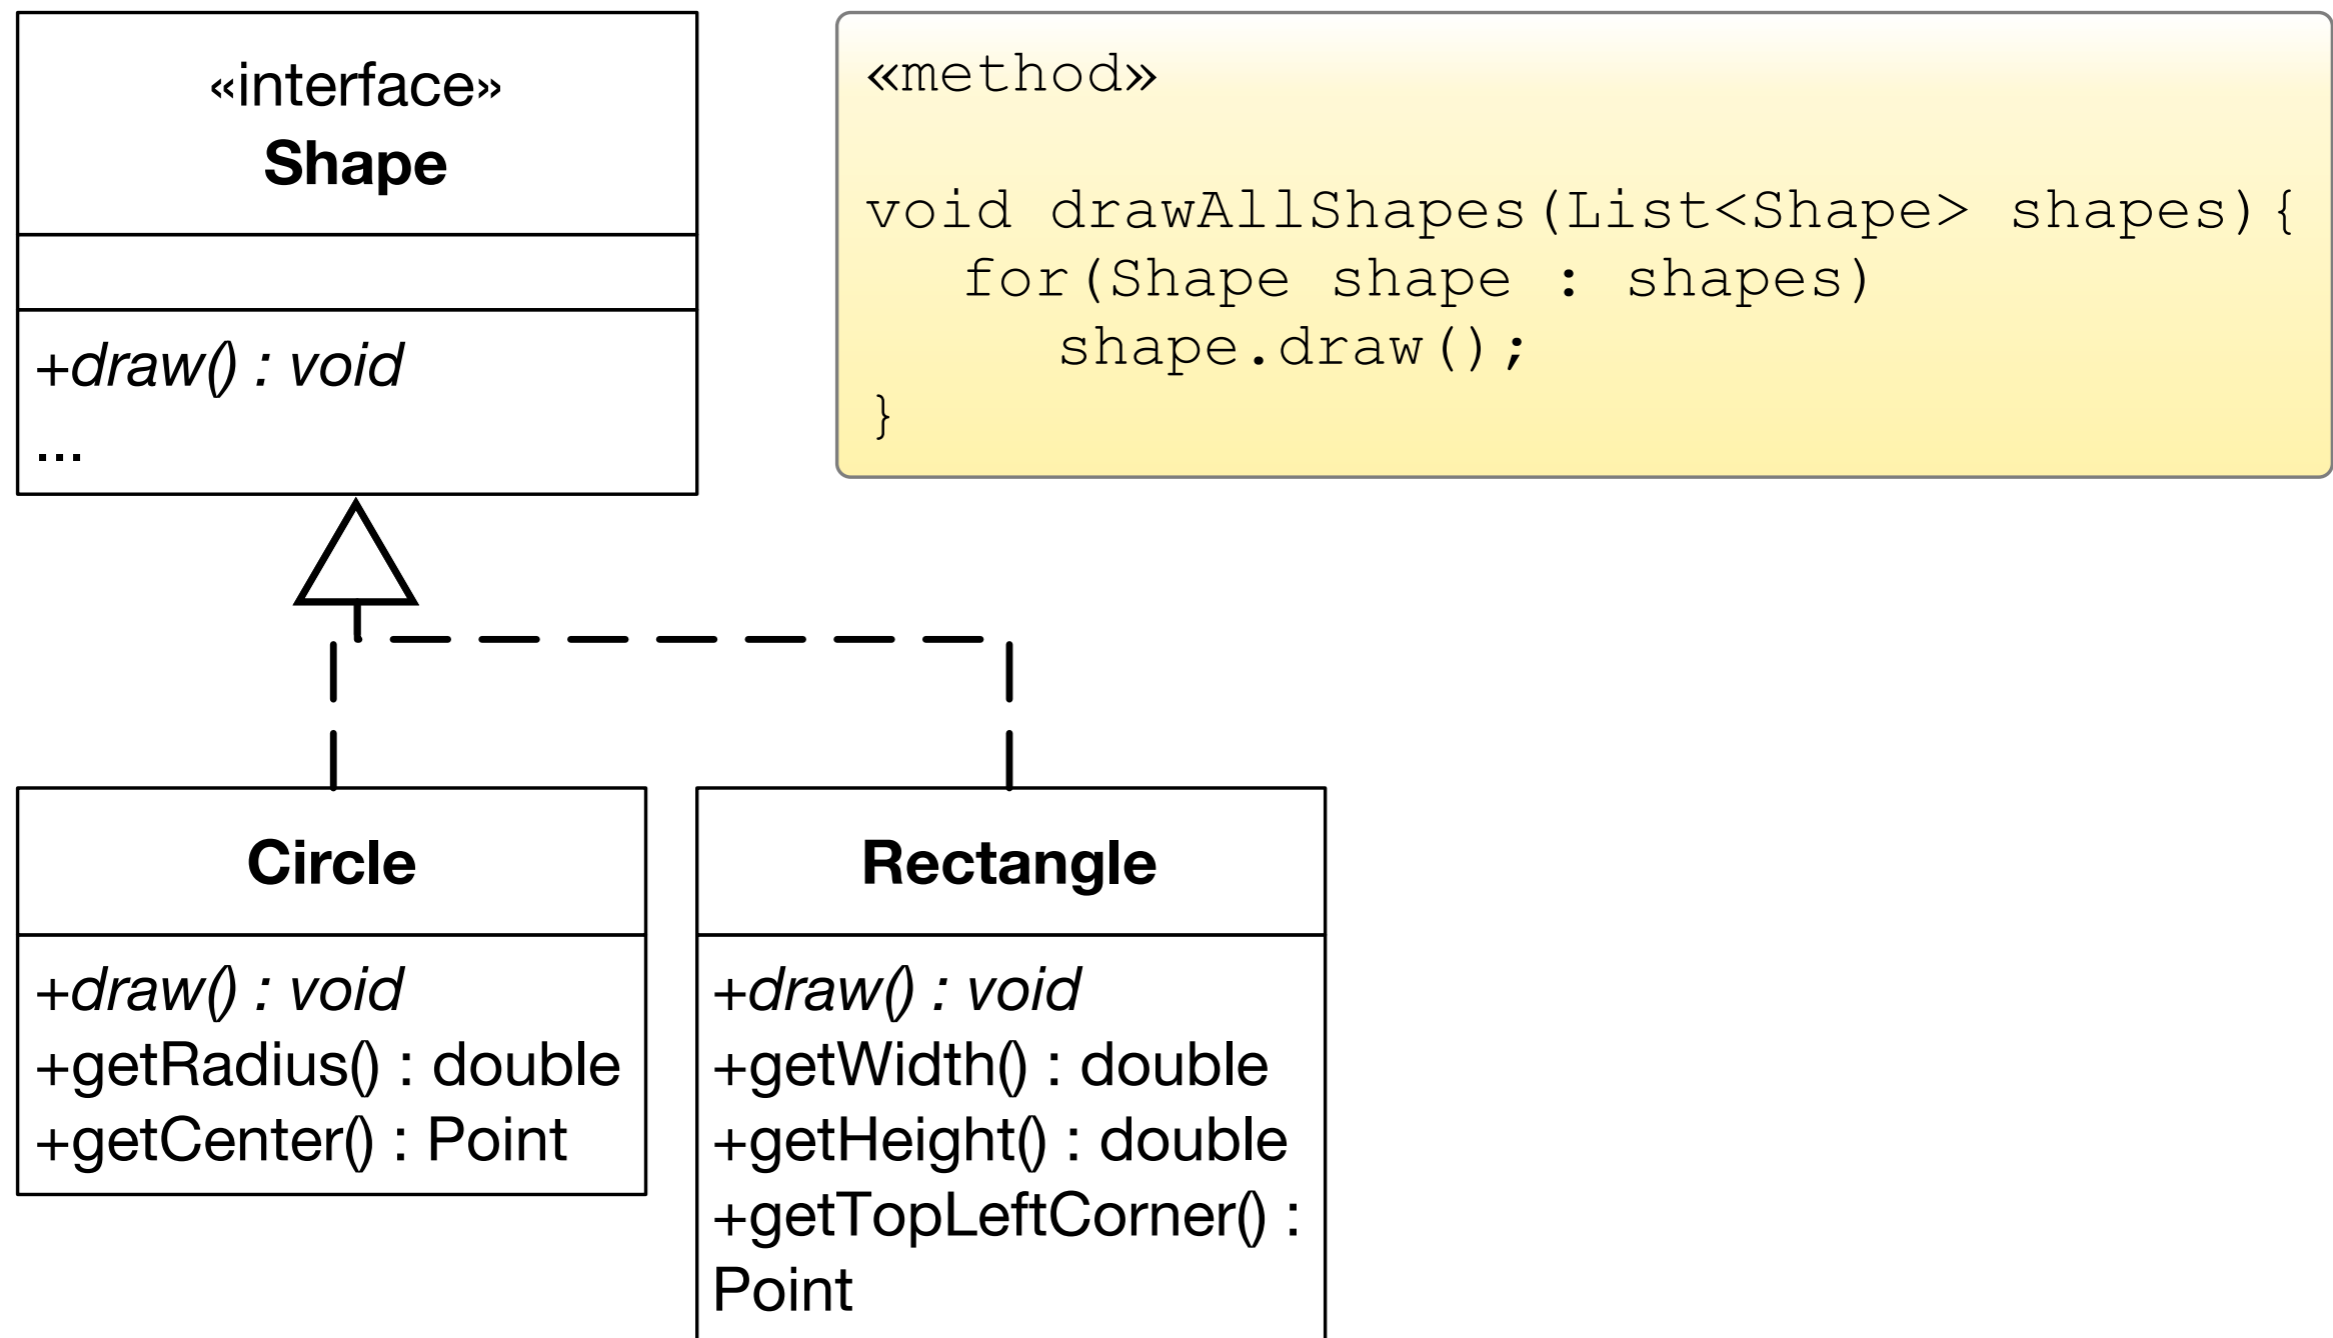 «interface»
Shape
+draw() : void
...
«method»
void drawAllShapes(List<Shape> shapes){
for(Shape shape : shapes)
shape.draw();
}
Circle
+draw() : void
+getRadius() : double
+getCenter() : Point
Rectangle
+draw() : void
+getWidth() : double
+getHeight() : double
+getTopLeftCorner() :
Point